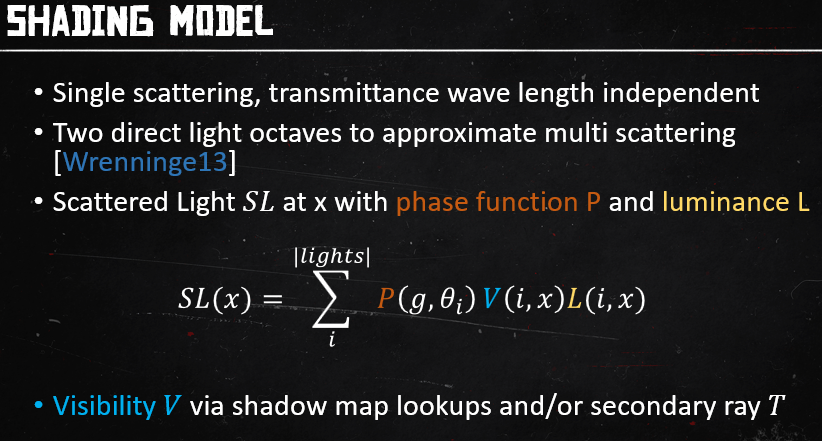 SHADING MODEL
• Single scattering, transmittance wave length independent
• Two direct light octaves to approximate multi scattering
[Wrenninge13]
• Scattered Light SL at x with phase function P and luminance L
|lights|
SL(x) = ∑ P(g, θᵢ) V(i, x)L(i, x)
i
• Visibility V via shadow map lookups and/or secondary ray T